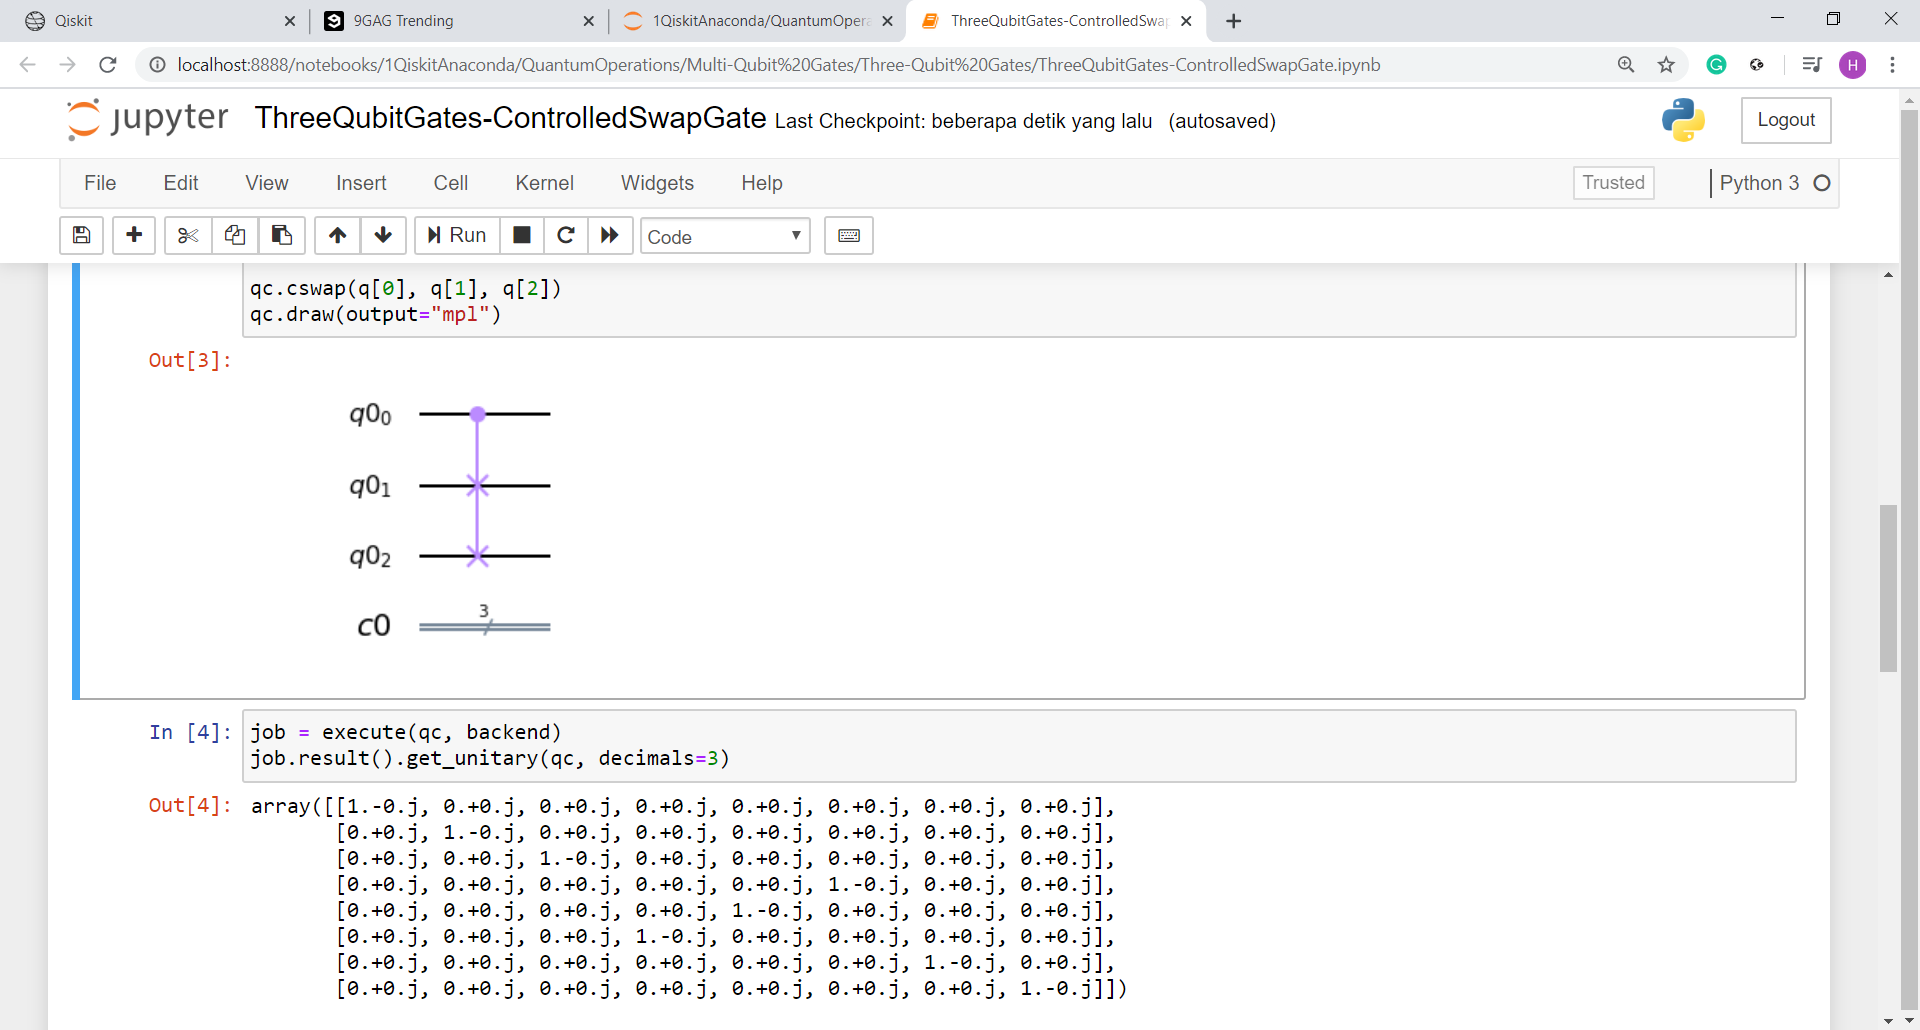 Qiskit
9GAG Trending
1QiskitAnaconda/QuantumOpera
ThreeQubitGates-ControlledSwap
localhost:8888/notebooks/1QiskitAnaconda/QuantumOperations/Multi-Qubit%20Gates/Three-Qubit%20Gates/ThreeQubitGates-ControlledSwapGate.ipynb
H
jupyter ThreeQubitGates-ControlledSwapGate Last Checkpoint: beberapa detik yang lalu (autosaved)
Logout
File Edit View Insert Cell Kernel Widgets Help
Trusted
Python 3
Run
Code
qc.cswap(q[0], q[1], q[2])
qc.draw(output="mpl")
Out[3]:
q0₀
q0₁
q0₂
3
c0
In [4]: job = execute(qc, backend)
job.result().get_unitary(qc, decimals=3)
Out[4]: array([[1.-0.j, 0.+0.j, 0.+0.j, 0.+0.j, 0.+0.j, 0.+0.j, 0.+0.j, 0.+0.j],
[0.+0.j, 1.-0.j, 0.+0.j, 0.+0.j, 0.+0.j, 0.+0.j, 0.+0.j, 0.+0.j],
[0.+0.j, 0.+0.j, 1.-0.j, 0.+0.j, 0.+0.j, 0.+0.j, 0.+0.j, 0.+0.j],
[0.+0.j, 0.+0.j, 0.+0.j, 0.+0.j, 0.+0.j, 1.-0.j, 0.+0.j, 0.+0.j],
[0.+0.j, 0.+0.j, 0.+0.j, 0.+0.j, 1.-0.j, 0.+0.j, 0.+0.j, 0.+0.j],
[0.+0.j, 0.+0.j, 0.+0.j, 1.-0.j, 0.+0.j, 0.+0.j, 0.+0.j, 0.+0.j],
[0.+0.j, 0.+0.j, 0.+0.j, 0.+0.j, 0.+0.j, 0.+0.j, 1.-0.j, 0.+0.j],
[0.+0.j, 0.+0.j, 0.+0.j, 0.+0.j, 0.+0.j, 0.+0.j, 0.+0.j, 1.-0.j]])